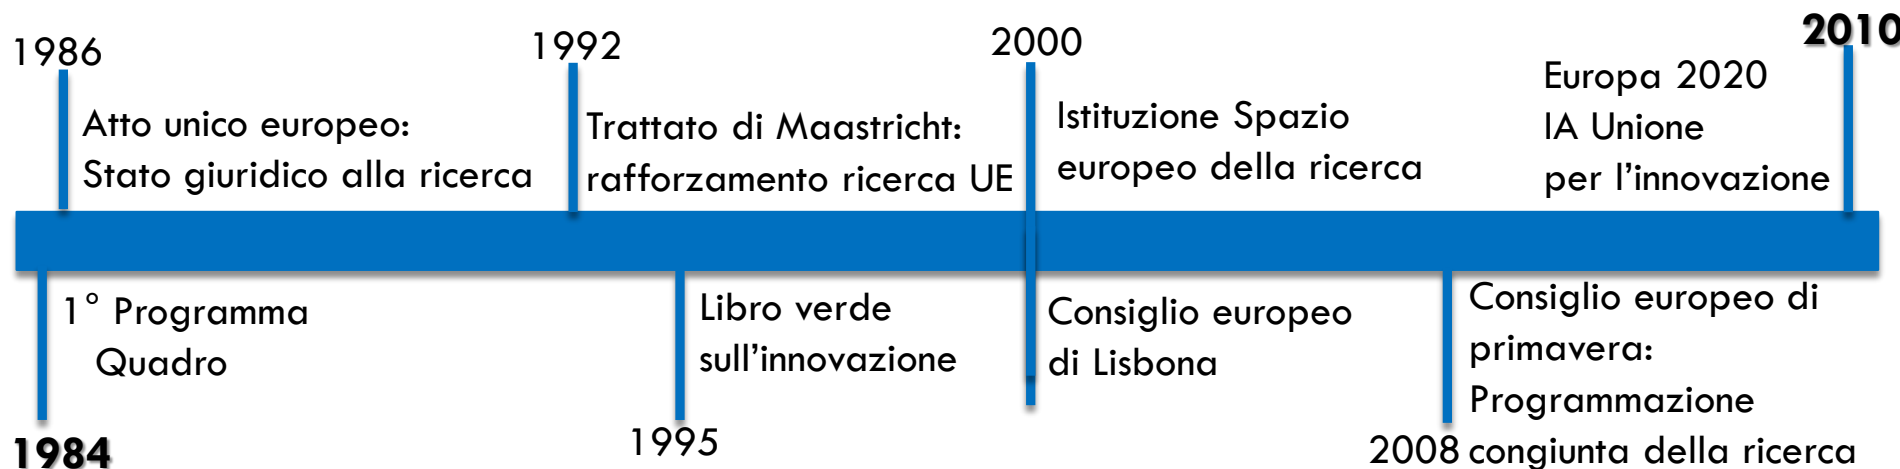 1986
Atto unico europeo:
Stato giuridico alla ricerca
1992
Trattato di Maastricht:
rafforzamento ricerca UE
2000
Istituzione Spazio
europeo della ricerca
2010
Europa 2020
IA Unione
per l'innovazione
1° Programma
Quadro
1984
Libro verde
sull'innovazione
1995
Consiglio europeo
di Lisbona
Consiglio europeo di
primavera:
Programmazione
congiunta della ricerca
2008